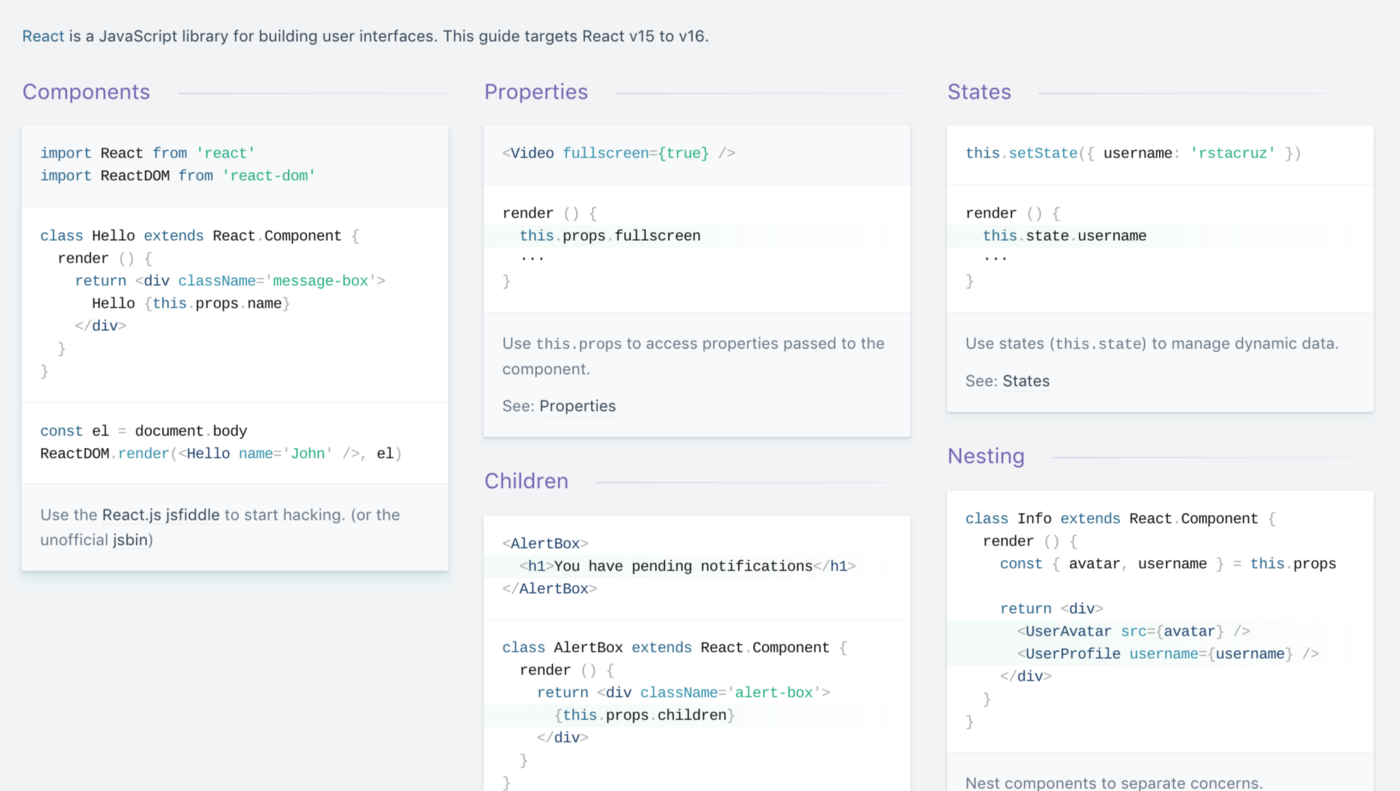 React is a JavaScript library for building user interfaces. This guide targets React v15 to v16.
Components
import React from 'react'
import ReactDOM from 'react-dom'
class Hello extends React.Component {
  render () {
    return <div className='message-box'>
      Hello {this.props.name}
    </div>
  }
}
const el = document.body
ReactDOM.render(<Hello name='John' />, el)
Use the React.js jsfiddle to start hacking. (or the
unofficial jsbin)
Properties
<Video fullscreen={true} />
render () {
  this.props.fullscreen
  ...
}
Use this.props to access properties passed to the
component.
See: Properties
Children
<AlertBox>
  <h1>You have pending notifications</h1>
</AlertBox>
class AlertBox extends React.Component {
  render () {
    return <div className='alert-box'>
      {this.props.children}
    </div>
  }
}
States
this.setState({ username: 'rstacruz' })
render () {
  this.state.username
  ...
}
Use states (this.state) to manage dynamic data.
See: States
Nesting
class Info extends React.Component {
  render () {
    const { avatar, username } = this.props
    return <div>
      <UserAvatar src={avatar} />
      <UserProfile username={username} />
    </div>
  }
}
Nest components to separate concerns.